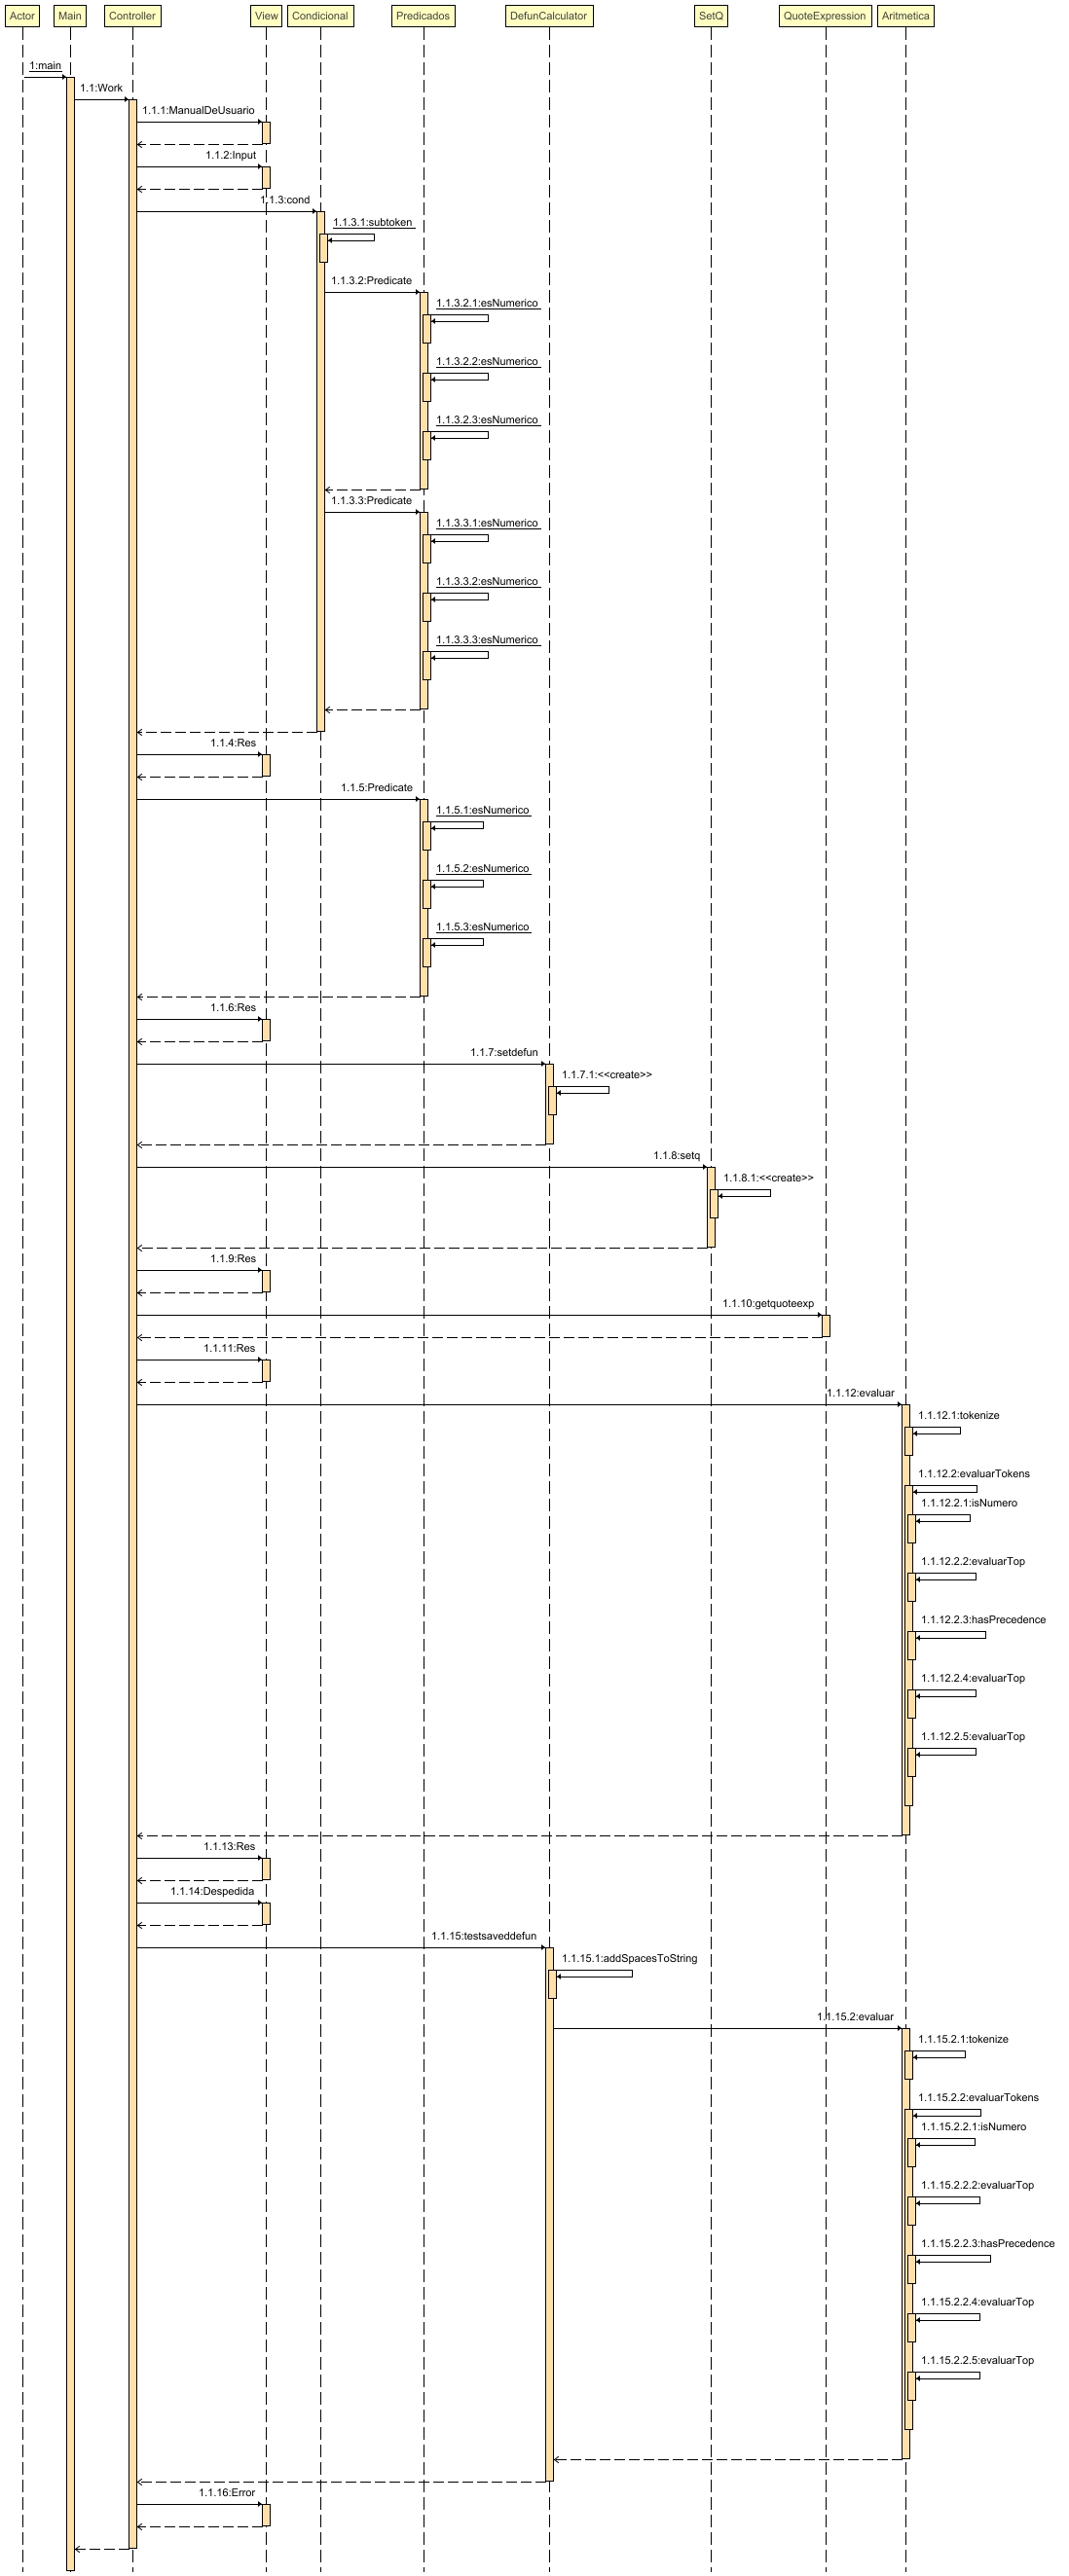 Actor
Main
Controller
View
Condicional
Predicados
DefunCalculator
SetQ
QuoteExpression
Aritmetica
1:main
1.1:Work
1.1.1:ManualDeUsuario
1.1.2:Input
1.1.3:cond
1.1.3.1:subtoken
1.1.3.2:Predicate
1.1.3.2.1:esNumerico
1.1.3.2.2:esNumerico
1.1.3.2.3:esNumerico
1.1.3.3:Predicate
1.1.3.3.1:esNumerico
1.1.3.3.2:esNumerico
1.1.3.3.3:esNumerico
1.1.4:Res
1.1.5:Predicate
1.1.5.1:esNumerico
1.1.5.2:esNumerico
1.1.5.3:esNumerico
1.1.6:Res
1.1.7:setdefun
1.1.7.1:<<create>>
1.1.8:setq
1.1.8.1:<<create>>
1.1.9:Res
1.1.10:getquoteexp
1.1.11:Res
1.1.12:evaluar
1.1.12.1:tokenize
1.1.12.2:evaluarTokens
1.1.12.2.1:isNumero
1.1.12.2.2:evaluarTop
1.1.12.2.3:hasPrecedence
1.1.12.2.4:evaluarTop
1.1.12.2.5:evaluarTop
1.1.13:Res
1.1.14:Despedida
1.1.15:testsaveddefun
1.1.15.1:addSpacesToString
1.1.15.2:evaluar
1.1.15.2.1:tokenize
1.1.15.2.2:evaluarTokens
1.1.15.2.2.1:isNumero
1.1.15.2.2.2:evaluarTop
1.1.15.2.2.3:hasPrecedence
1.1.15.2.2.4:evaluarTop
1.1.15.2.2.5:evaluarTop
1.1.16:Error